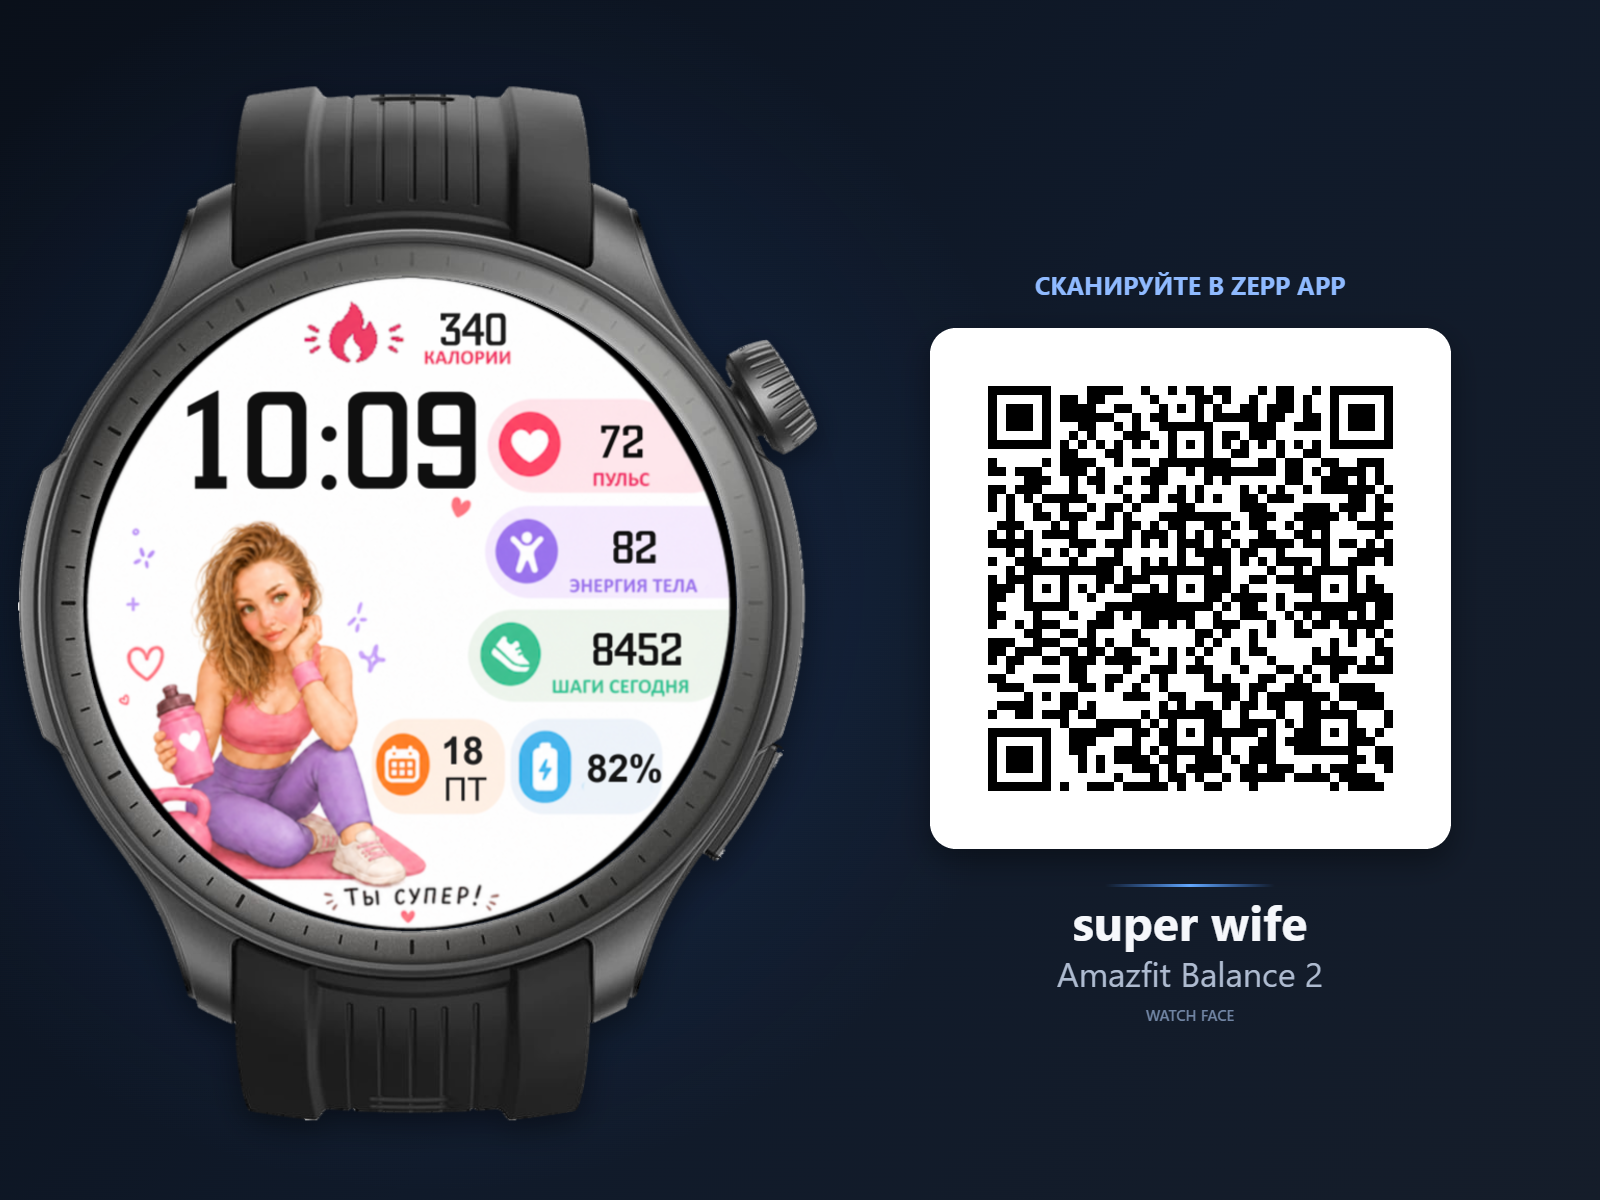 340
КАЛОРИИ
10:09
72
ПУЛЬС
82
ЭНЕРГИЯ ТЕЛА
8452
ШАГИ СЕГОДНЯ
18
ПТ
82%
ТЫ СУПЕР!
СКАНИРУЙТЕ В ZEPP APP
super wife
Amazfit Balance 2
WATCH FACE